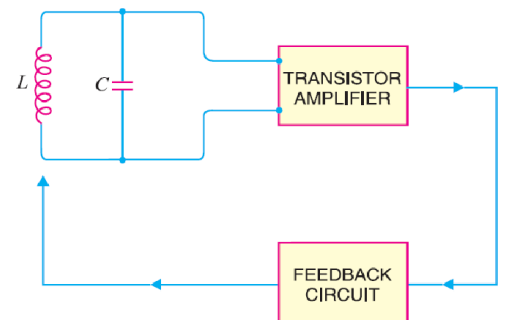 L
C
TRANSISTOR
AMPLIFIER
FEEDBACK
CIRCUIT